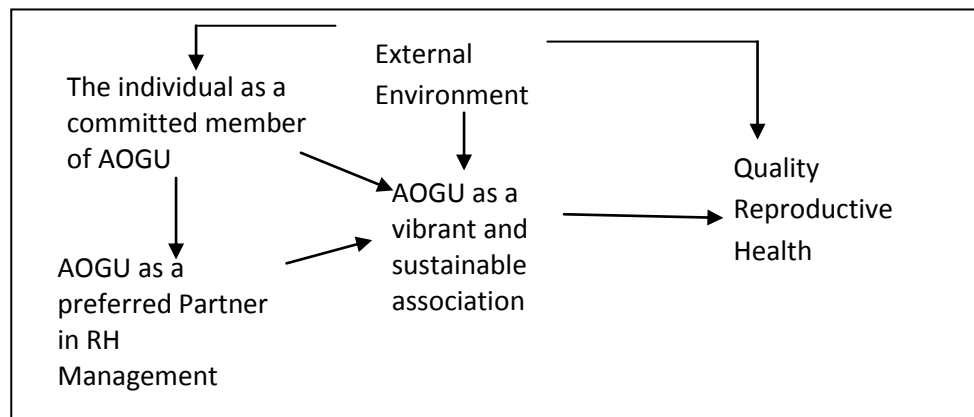 External
Environment
The individual as a
committed member
of AOGU
AOGU as a
vibrant and
sustainable
association
Quality
Reproductive
Health
AOGU as a
preferred Partner
in RH
Management